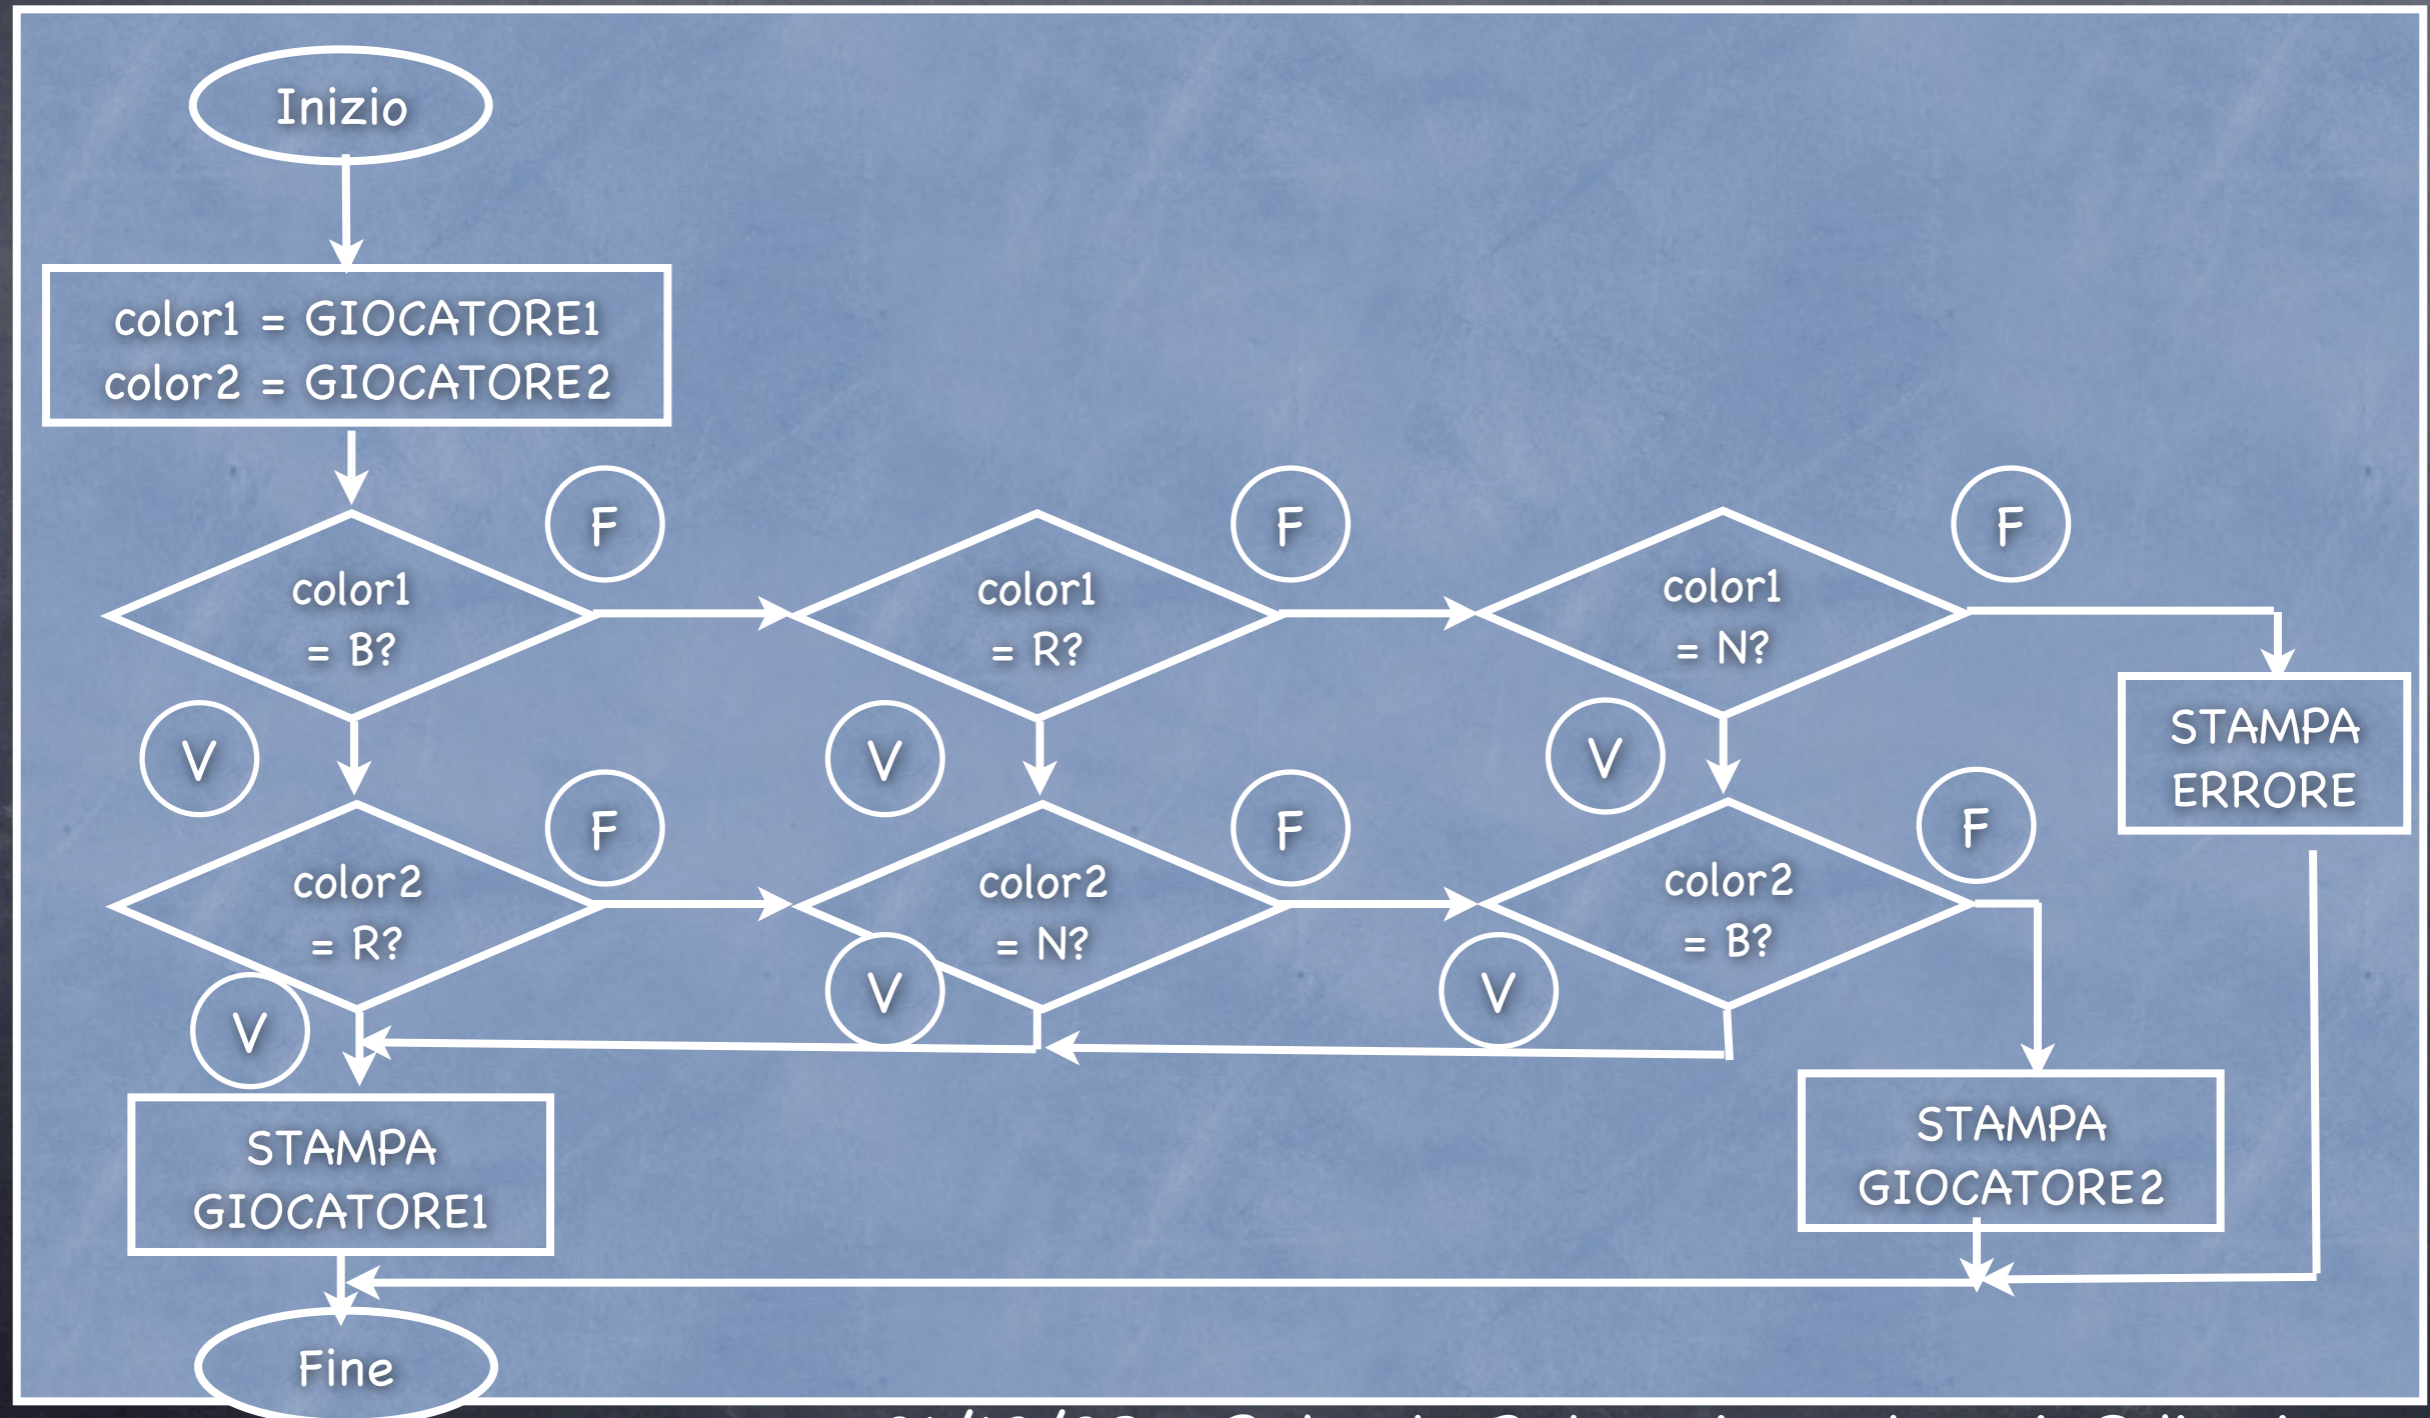 Inizio
color1 = GIOCATORE1
color2 = GIOCATORE2
F
F
F
color1
= B?
color1
= R?
color1
= N?
V
V
V
STAMPA
ERRORE
F
F
F
color2
= R?
color2
= N?
color2
= B?
V
V
V
STAMPA
GIOCATORE1
STAMPA
GIOCATORE2
Fine